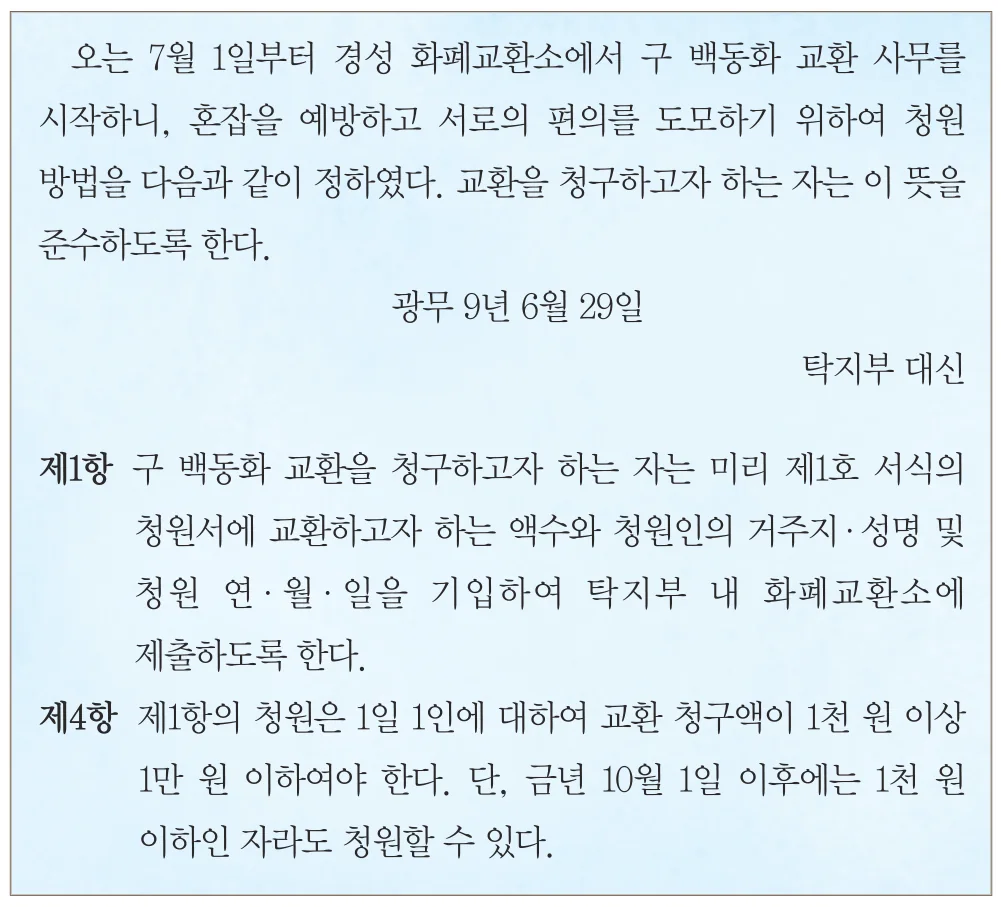 오는 7월 1일부터 경성 화폐교환소에서 구 백동화 교환 사무를
시작하니, 혼잡을 예방하고 서로의 편의를 도모하기 위하여 청원
방법을 다음과 같이 정하였다. 교환을 청구하고자 하는 자는 이 뜻을
준수하도록 한다.
광무 9년 6월 29일
탁지부 대신
제1항 구 백동화 교환을 청구하고자 하는 자는 미리 제1호 서식의
청원서에 교환하고자 하는 액수와 청원인의 거주지·성명 및
청원 연·월·일을 기입하여 탁지부 내 화폐교환소에
제출하도록 한다.
제4항 제1항의 청원은 1일 1인에 대하여 교환 청구액이 1천 원 이상
1만 원 이하여야 한다. 단, 금년 10월 1일 이후에는 1천 원
이하인 자라도 청원할 수 있다.